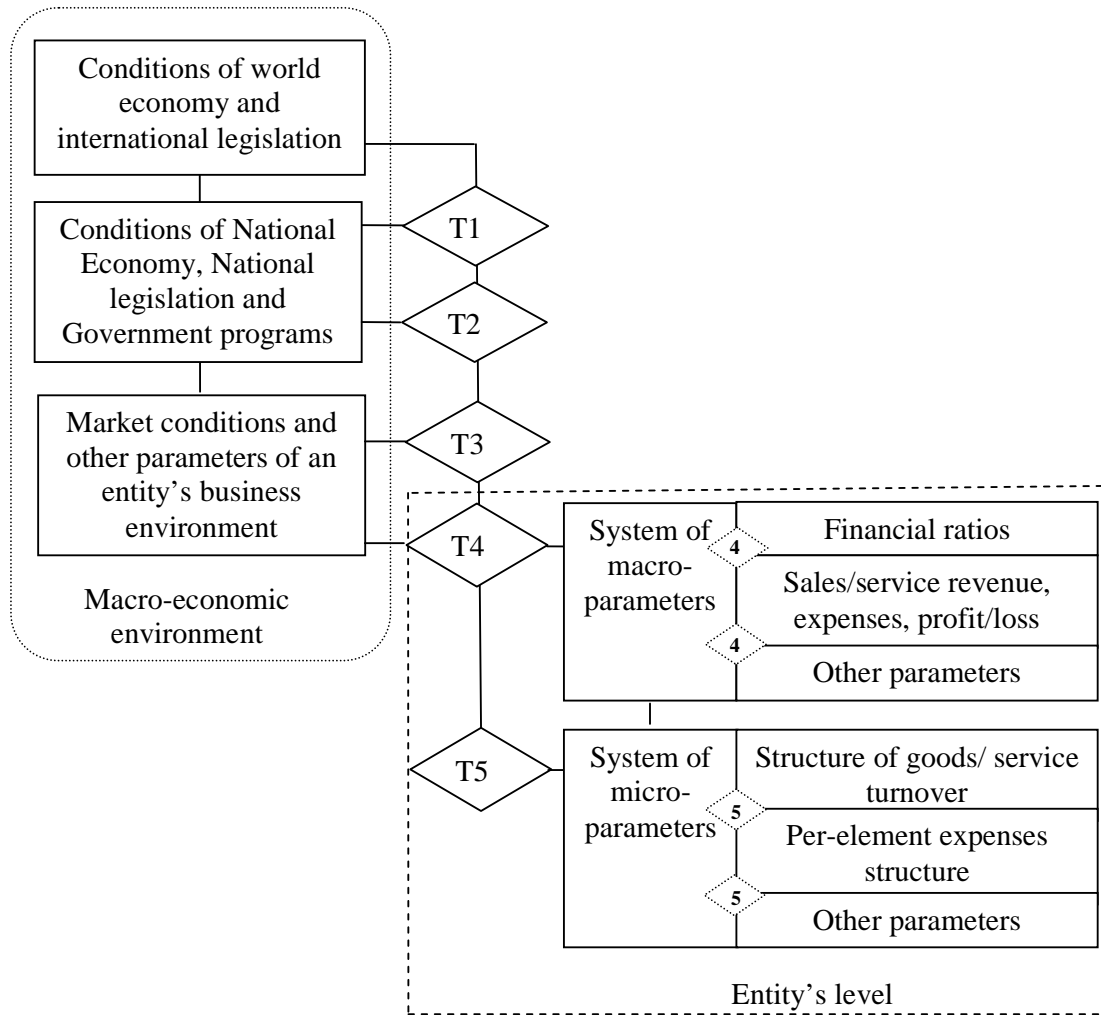 Conditions of world
economy and
international legislation
T1
Conditions of National
Economy, National
legislation and
Government programs
T2
Market conditions and
other parameters of an
entity’s business
environment
T3
T4
Macro-economic
environment
System of
macro-
parameters
4
Financial ratios
Sales/service revenue,
expenses, profit/loss
4
Other parameters
T5
System of
micro-
parameters
Structure of goods/ service
turnover
5
Per-element expenses
structure
5
Other parameters
Entity’s level